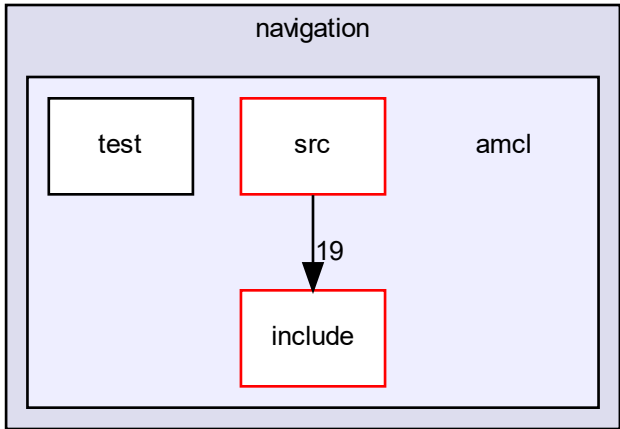 navigation
test
src
amcl
19
include